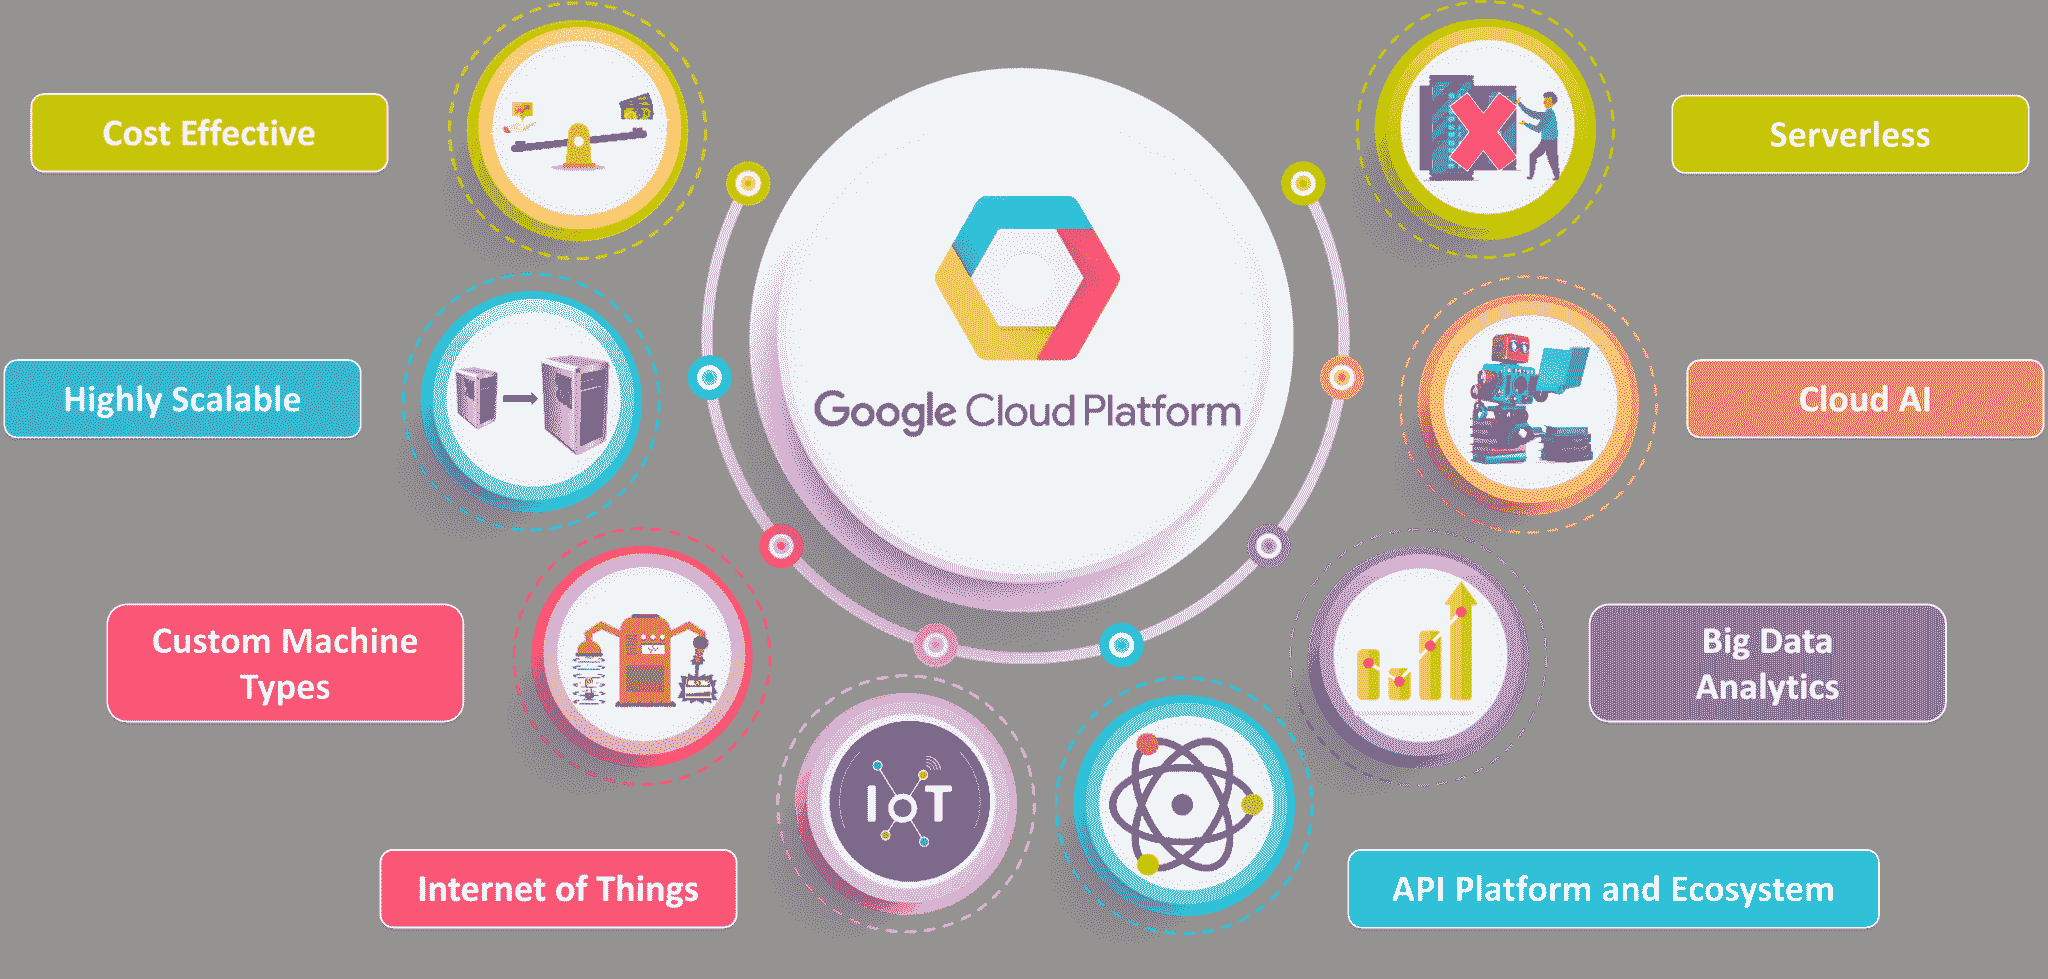 Cost Effective
Serverless
Google Cloud Platform
Highly Scalable
Cloud AI
Custom Machine
Types
Big Data
Analytics
IoT
Internet of Things
API Platform and Ecosystem